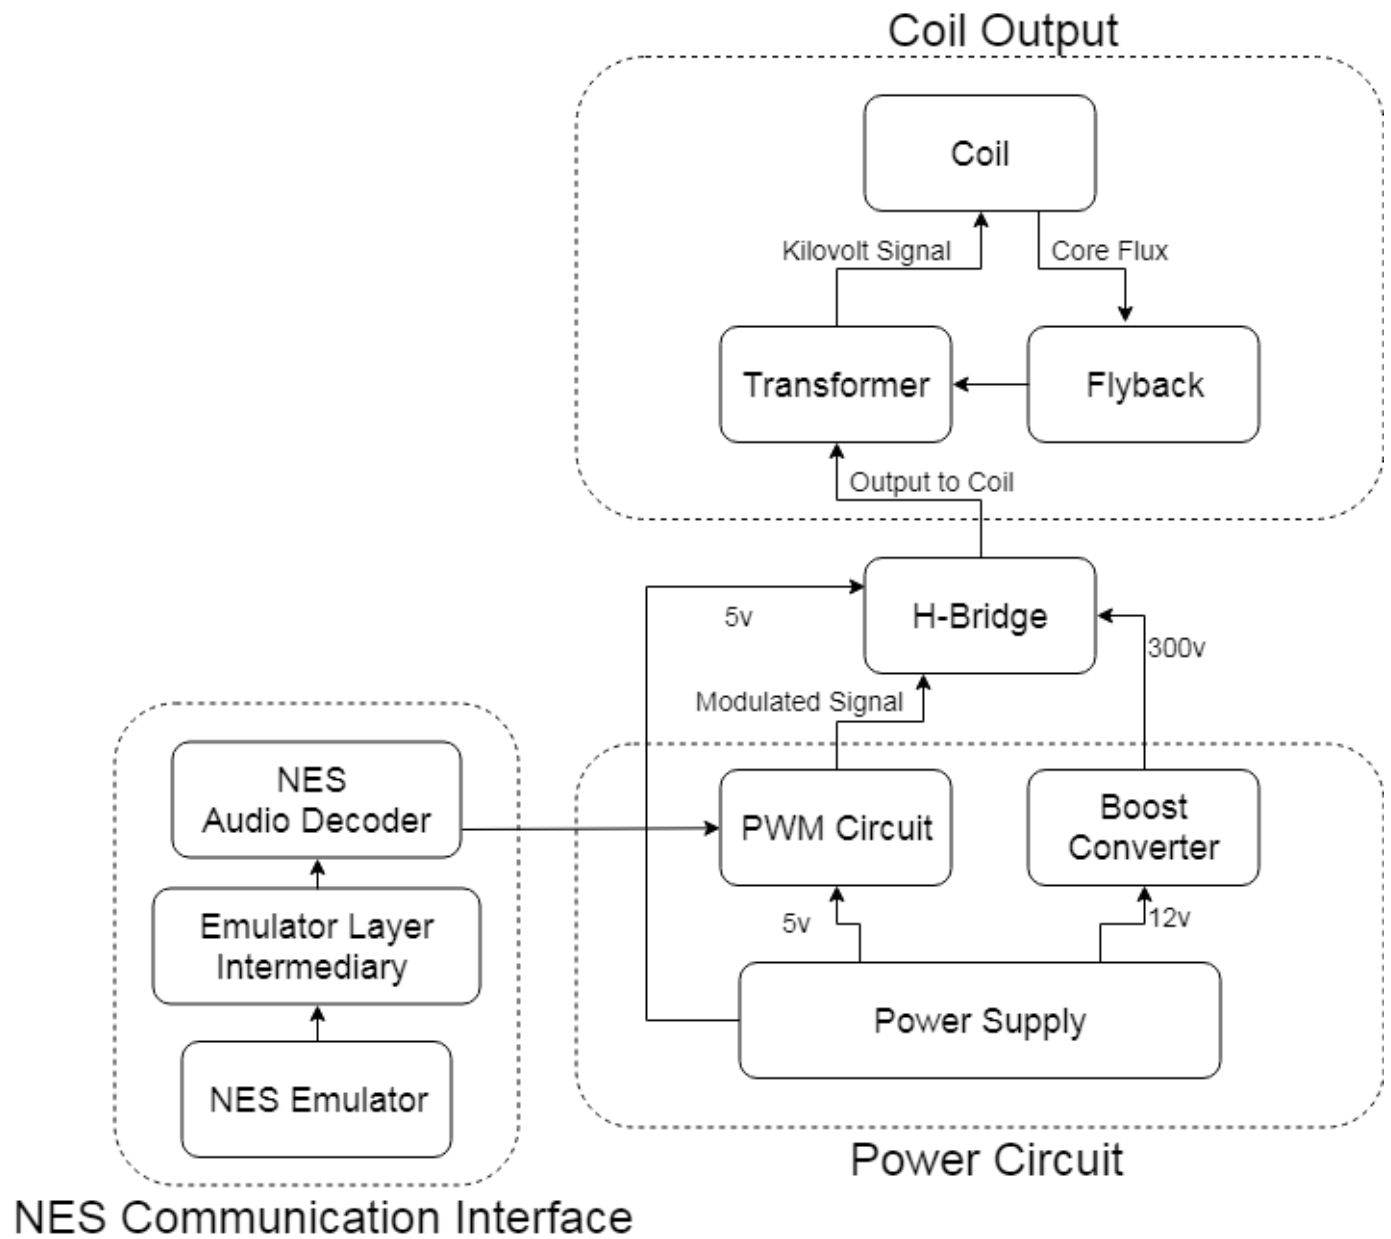 Coil Output
Coil
Kilovolt Signal
Core Flux
Transformer
Flyback
Output to Coil
H-Bridge
5v
300v
Modulated Signal
NES
Audio Decoder
PWM Circuit
Boost
Converter
Emulator Layer
Intermediary
5v
12v
Power Supply
NES Emulator
Power Circuit
NES Communication Interface